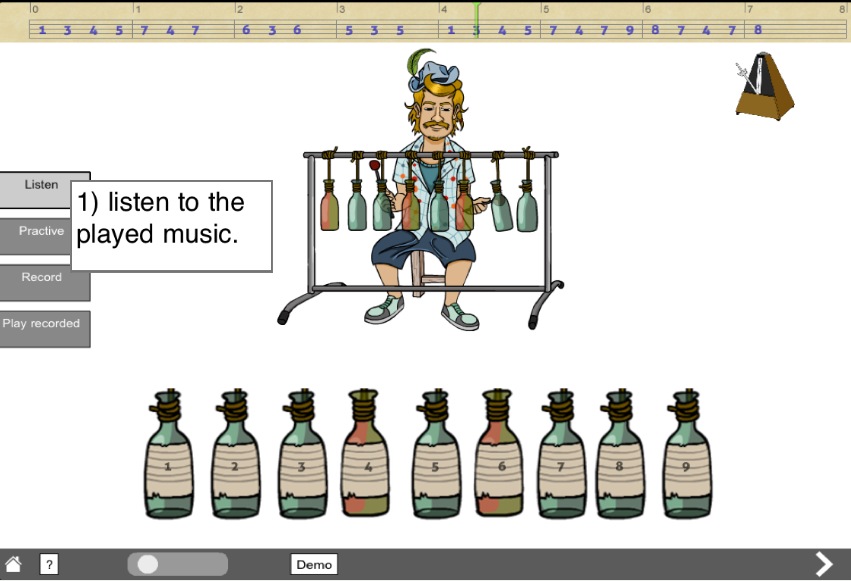 0 1 2 3 4 5 6 7 8
1 3 4 5 7 4 7 6 3 6 5 3 5 1 3 4 5 7 4 7 9 8 7 4 7 8
Listen
1) listen to the
played music.
Practive
Record
Play recorded
1 2 3 4 5 6 7 8 9
? Demo